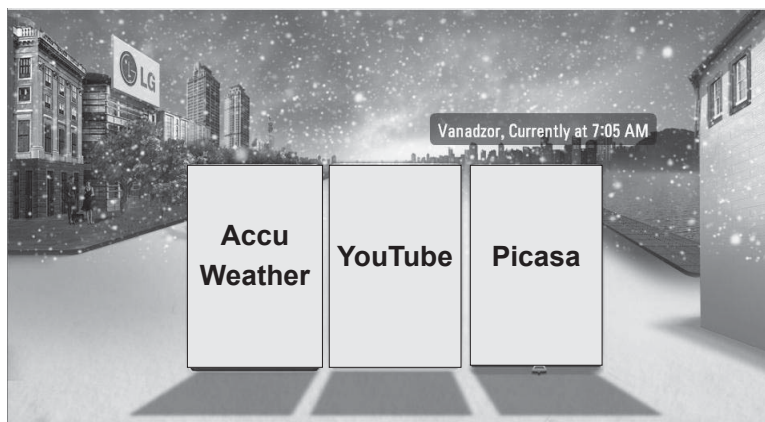 LG
Vanadzor, Currently at 7:05 AM
Accu
Weather
YouTube
Picasa